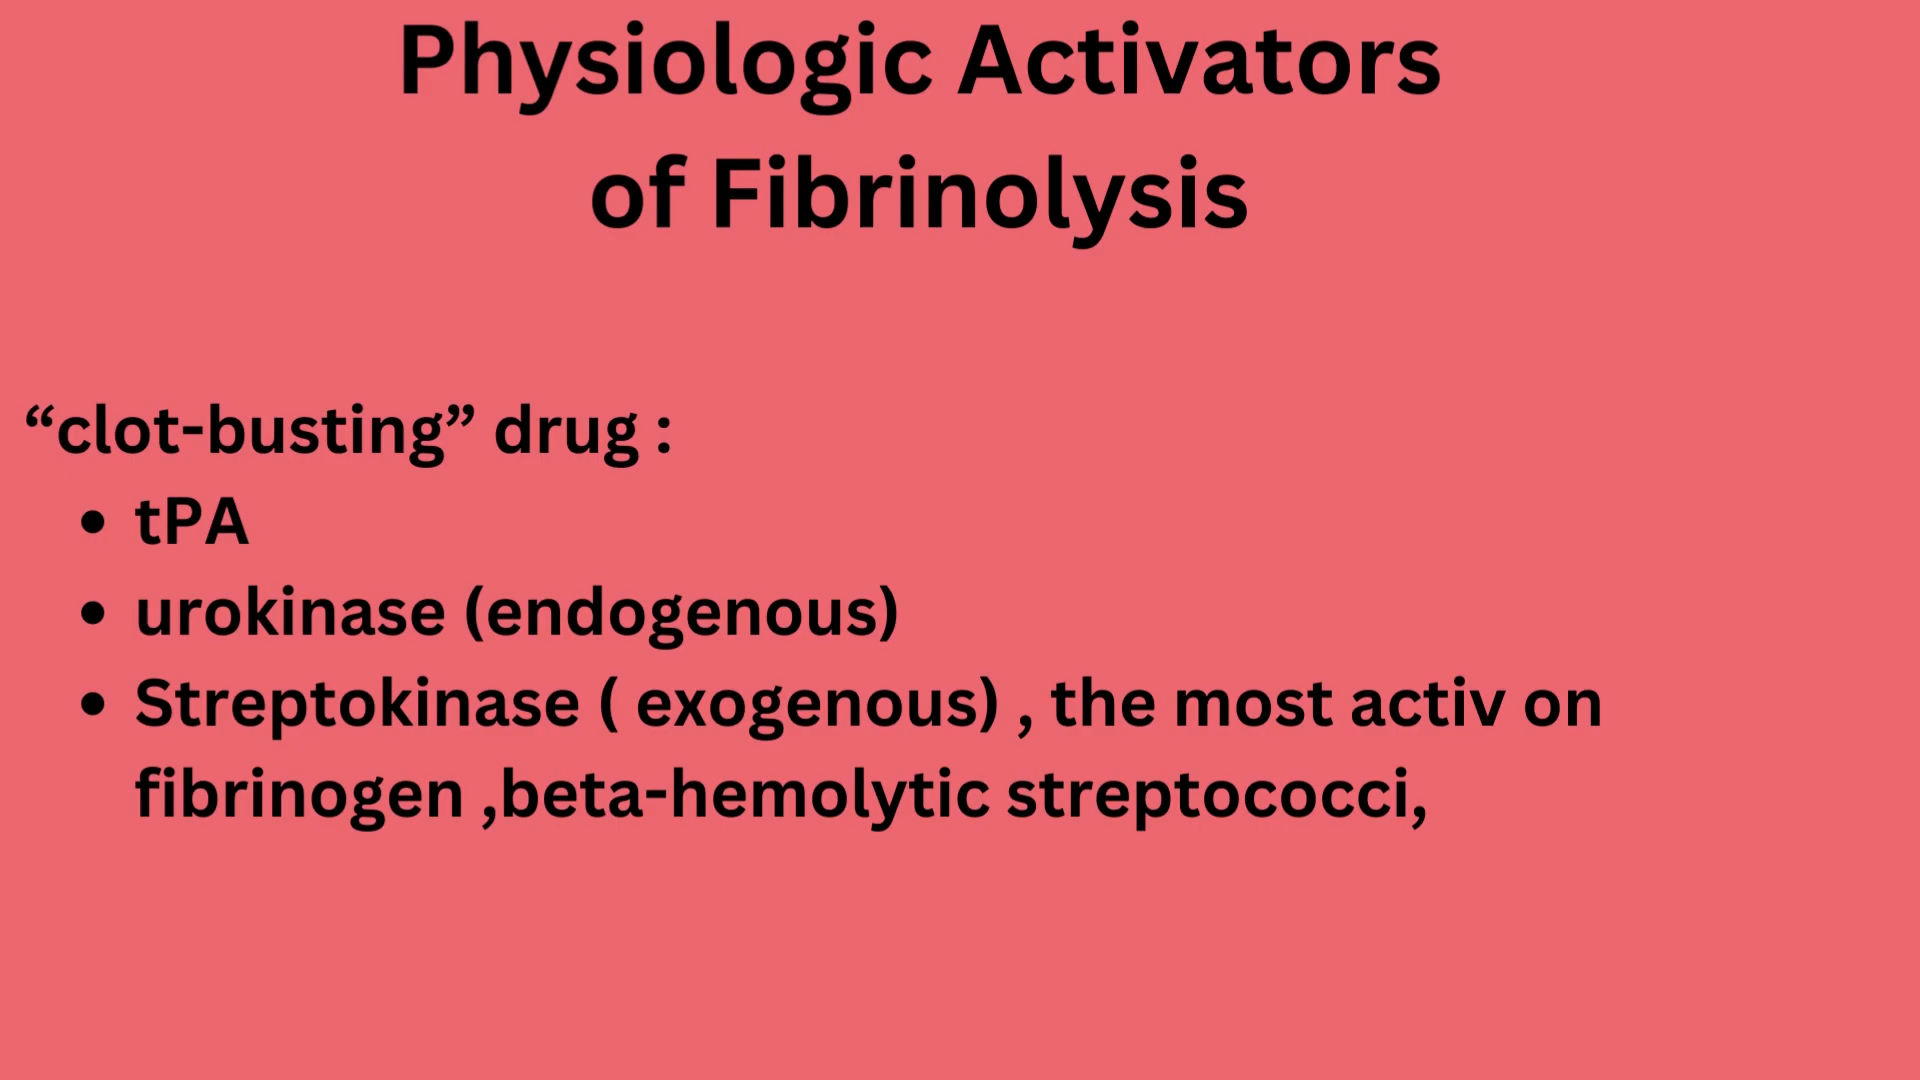 Physiologic Activators
of Fibrinolysis
“clot-busting” drug :
• tPA
• urokinase (endogenous)
• Streptokinase ( exogenous) , the most activ on
fibrinogen ,beta-hemolytic streptococci,